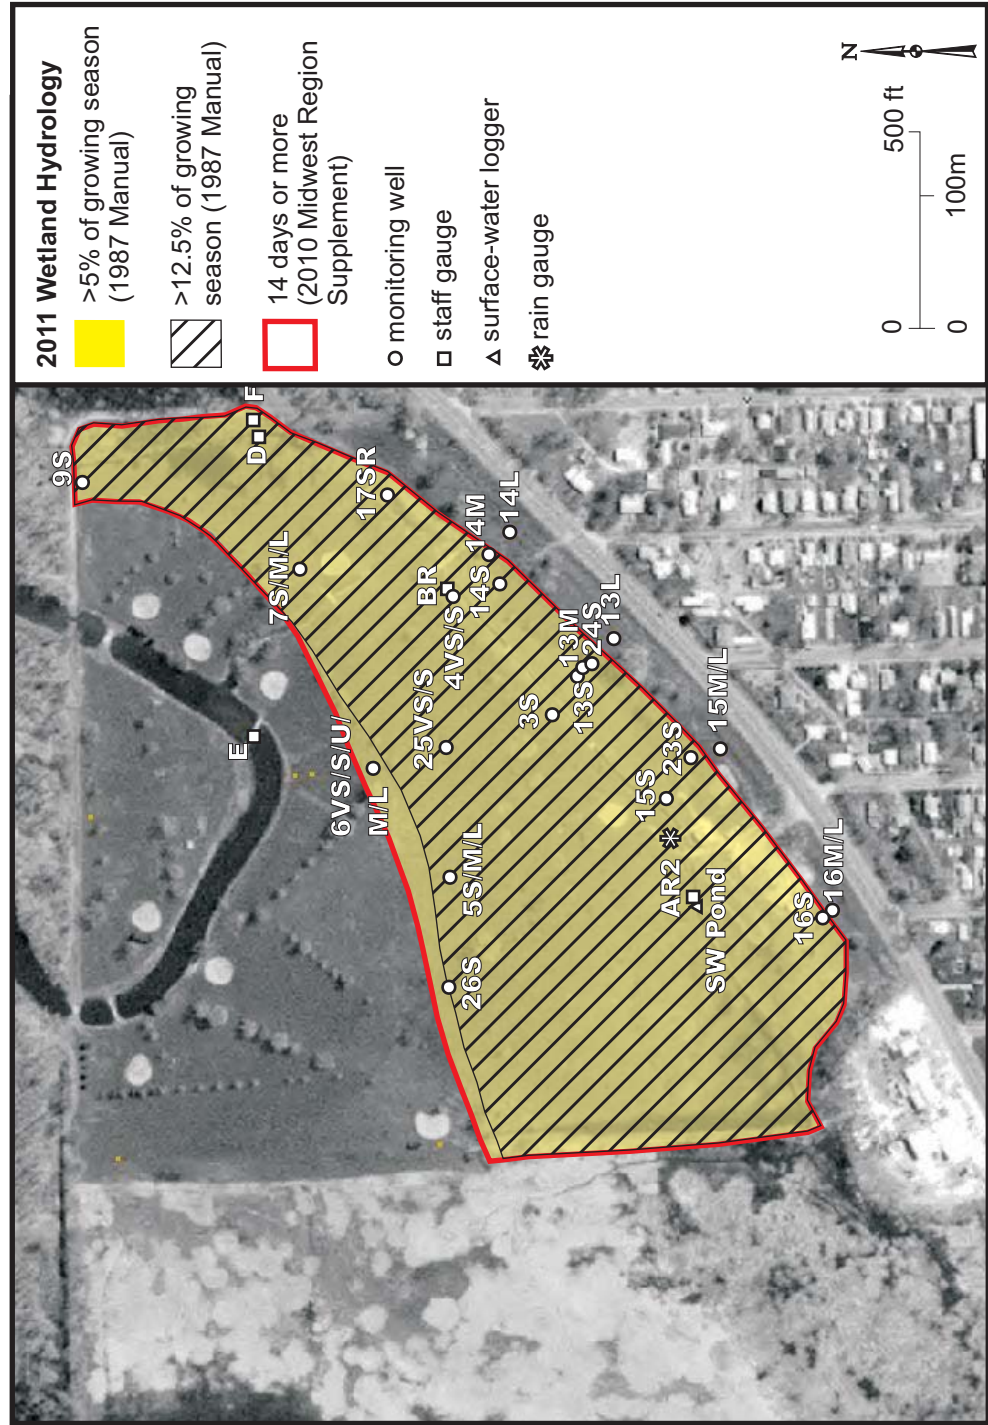 2011 Wetland Hydrology
>5% of growing season
(1987 Manual)
>12.5% of growing
season (1987 Manual)
14 days or more
(2010 Midwest Region
Supplement)
monitoring well
staff gauge
surface-water logger
rain gauge
N
0
500 ft
0
100m
9S
F
D
17SR
7S/M/L
14M
14L
BR
14S
4VS/S
13M
24S
13L
E
25VS/S
3S
13S
6VS/S/U/
M/L
15M/L
23S
15S
5S/M/L
AR2
SW Pond
16M/L
16S
26S